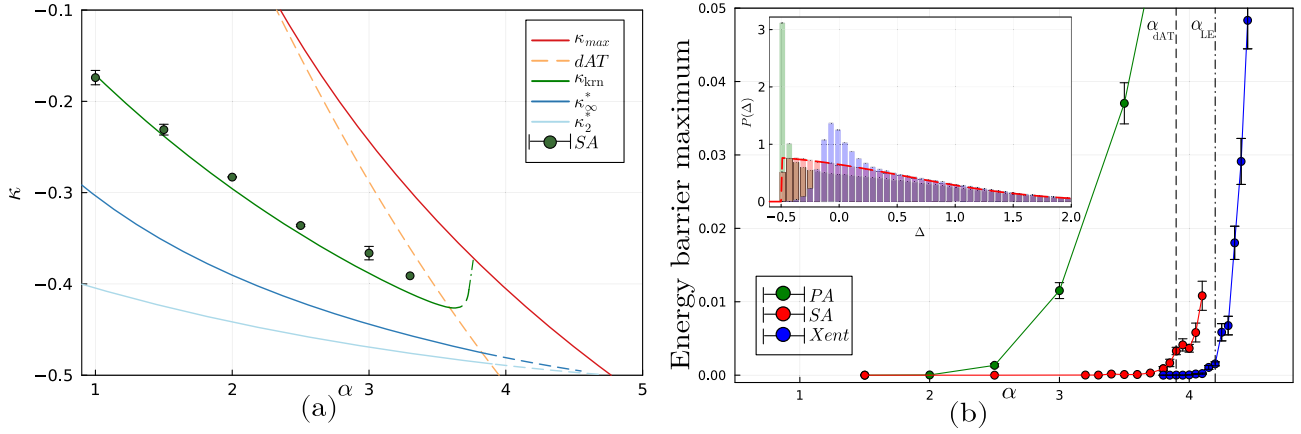 −0.1
−0.2
−0.3
−0.4
−0.5
κ
κmax
dAT
κkrn
κ*∞
κ*2
SA
1
2
3
4
5
α
(a)
Energy barrier maximum
0.05
0.04
0.03
0.02
0.01
0.00
P(Δ)
3
2
1
0
−0.5
0.0
0.5
1.0
1.5
2.0
Δ
αdAT
αLE
PA
SA
Xent
1
2
3
4
α
(b)